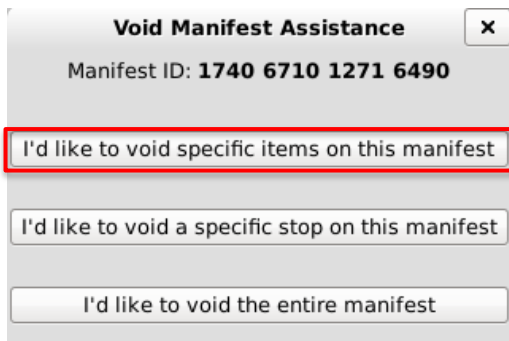 Void Manifest Assistance
×
Manifest ID: 1740 6710 1271 6490
I'd like to void specific items on this manifest
I'd like to void a specific stop on this manifest
I'd like to void the entire manifest